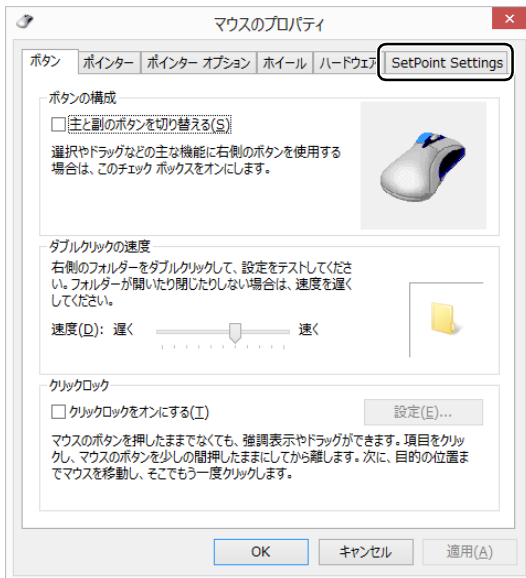 マウスのプロパティ
ボタン ポインター ポインター オプション ホイール ハードウェア SetPoint Settings
ボタンの構成
主と副のボタンを切り替える(S)
選択やドラッグなどの主な機能に右側のボタンを使用する
場合は、このチェック ボックスをオンにします。
ダブルクリックの速度
右側のフォルダーをダブルクリックして、設定をテストしてくださ
い。フォルダーが開いたり閉じたりしない場合は、速度を遅く
してください。
速度(D): 遅く 速く
クリックロック
クリックロックをオンにする(T)
設定(E)...
マウスのボタンを押したままでなくても、強調表示やドラッグができます。項目をクリッ
クし、マウスのボタンを少しの間押したままにしてから離します。次に、目的の位置ま
でマウスを移動し、そこでもう一度クリックします。
OK キャンセル 適用(A)